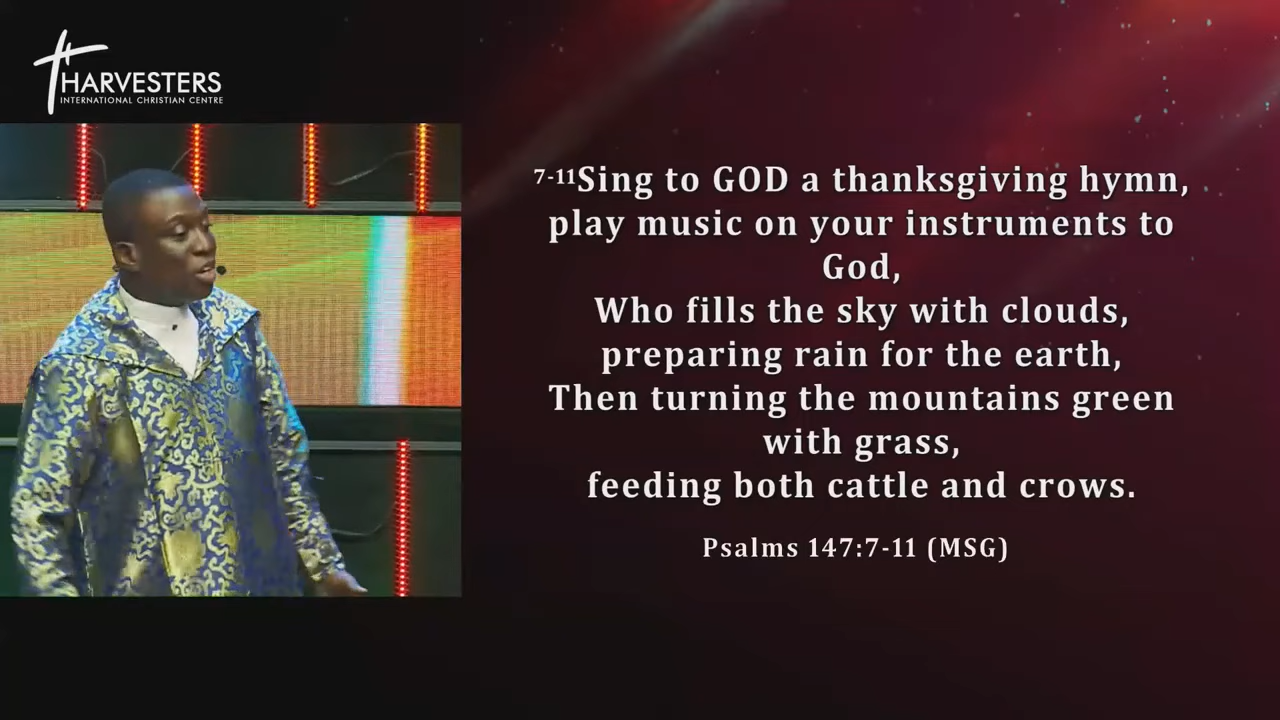 HARVESTERS
INTERNATIONAL CHRISTIAN CENTRE
7-11Sing to GOD a thanksgiving hymn,
play music on your instruments to
God,
Who fills the sky with clouds,
preparing rain for the earth,
Then turning the mountains green
with grass,
feeding both cattle and crows.
Psalms 147:7-11 (MSG)